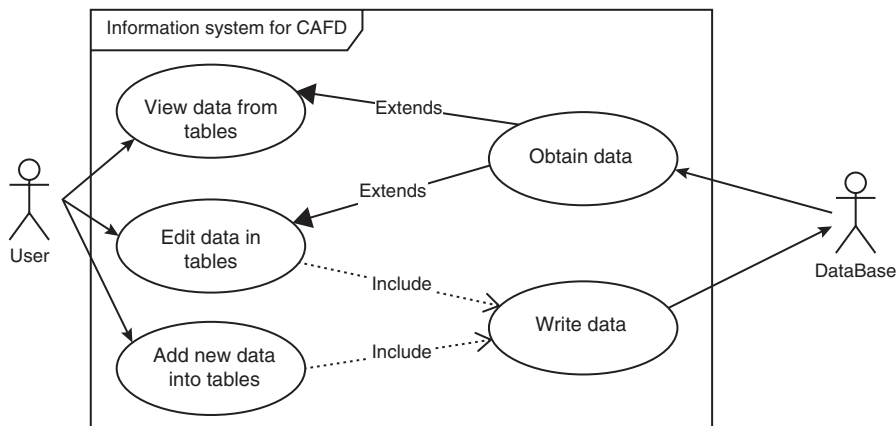 Information system for CAFD
View data from
tables
Extends
Obtain data
Extends
User
Edit data in
tables
DataBase
Include
Write data
Include
Add new data
into tables